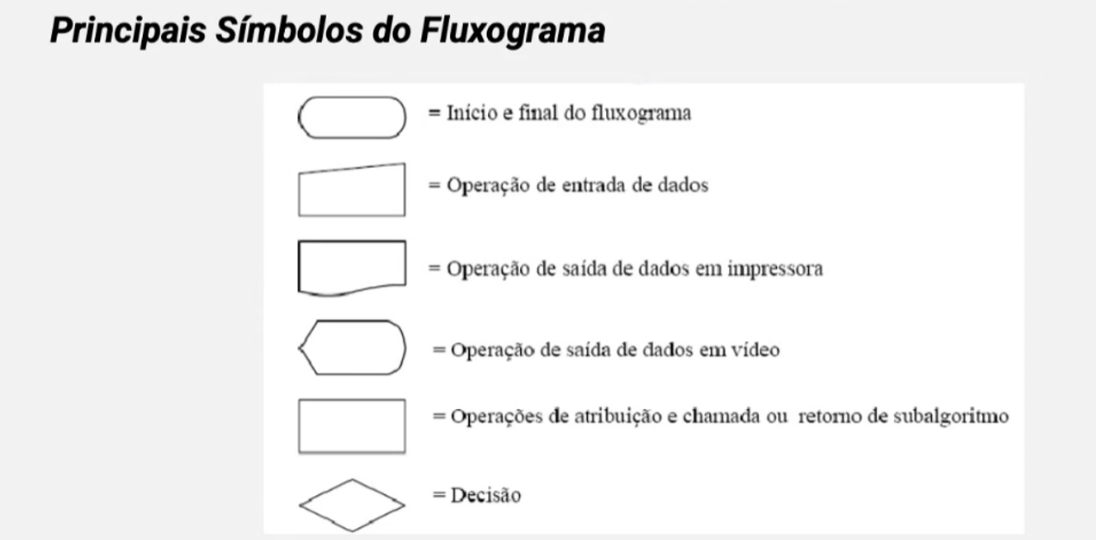 Principais Símbolos do Fluxograma
= Início e final do fluxograma
= Operação de entrada de dados
= Operação de saída de dados em impressora
= Operação de saída de dados em vídeo
= Operações de atribuição e chamada ou retorno de subalgoritmo
= Decisão